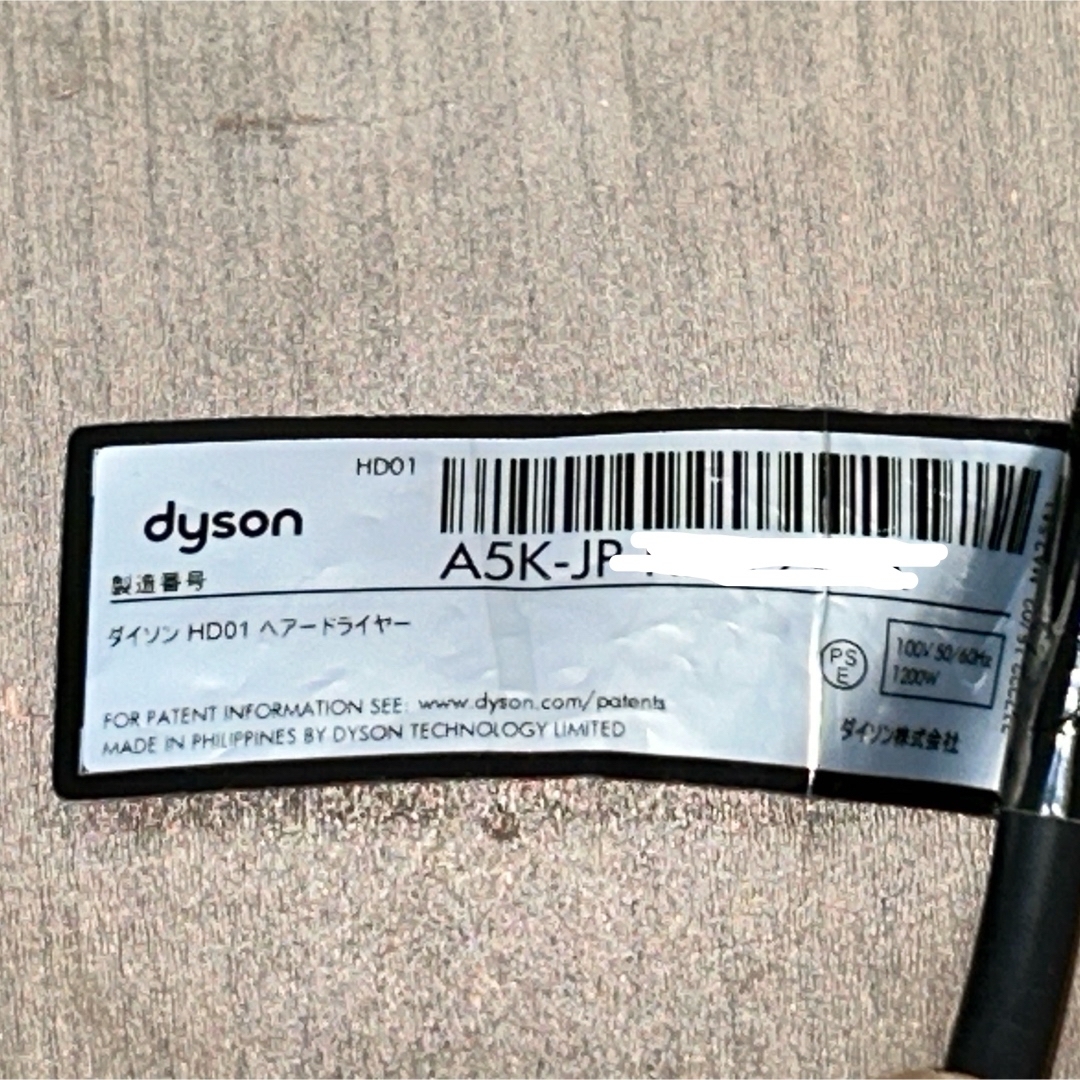 HD01
dyson
製造番号
A5K-JP
ダイソン HD01 ヘアードライヤー
PS
E
100V 50/60Hz
1200W
FOR PATENT INFORMATION SEE: www.dyson.com/patents
MADE IN PHILIPPINES BY DYSON TECHNOLOGY LIMITED
ダイソン株式会社